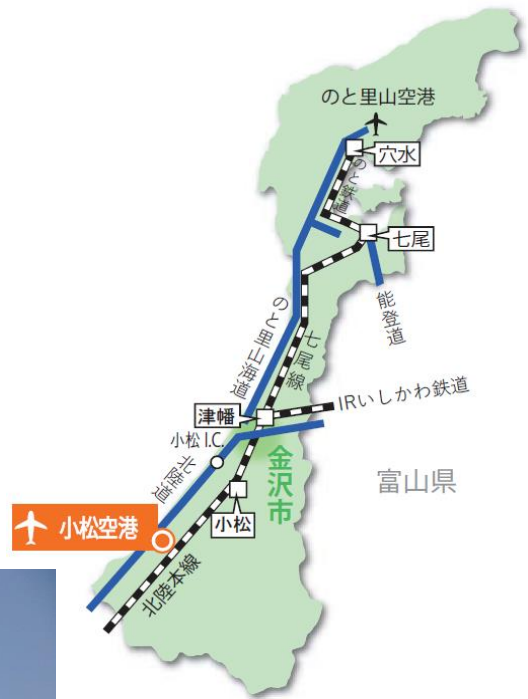 のと里山空港
穴水
のと鉄道
七尾
能登道
のと里山海道
七尾線
IRいしかわ鉄道
津幡
小松 I.C.
金沢市
富山県
北陸道
小松
小松空港
北陸本線